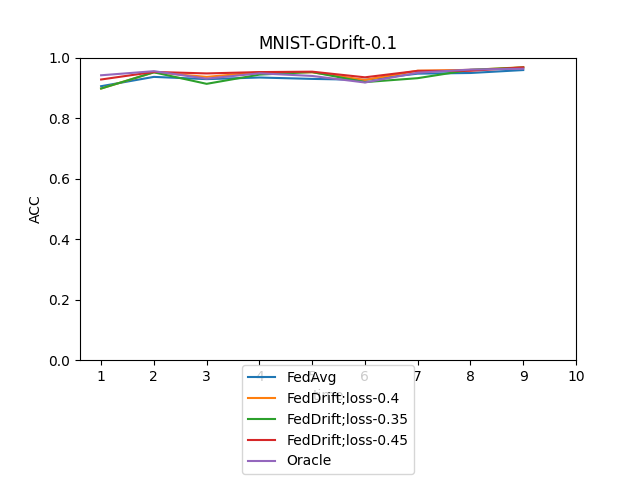 MNIST-GDrift-0.1
ACC
1.0
0.8
0.6
0.4
0.2
0.0
1 2 3 4 5 6 7 8 9 10
FedAvg
FedDrift;loss-0.4
FedDrift;loss-0.35
FedDrift;loss-0.45
Oracle